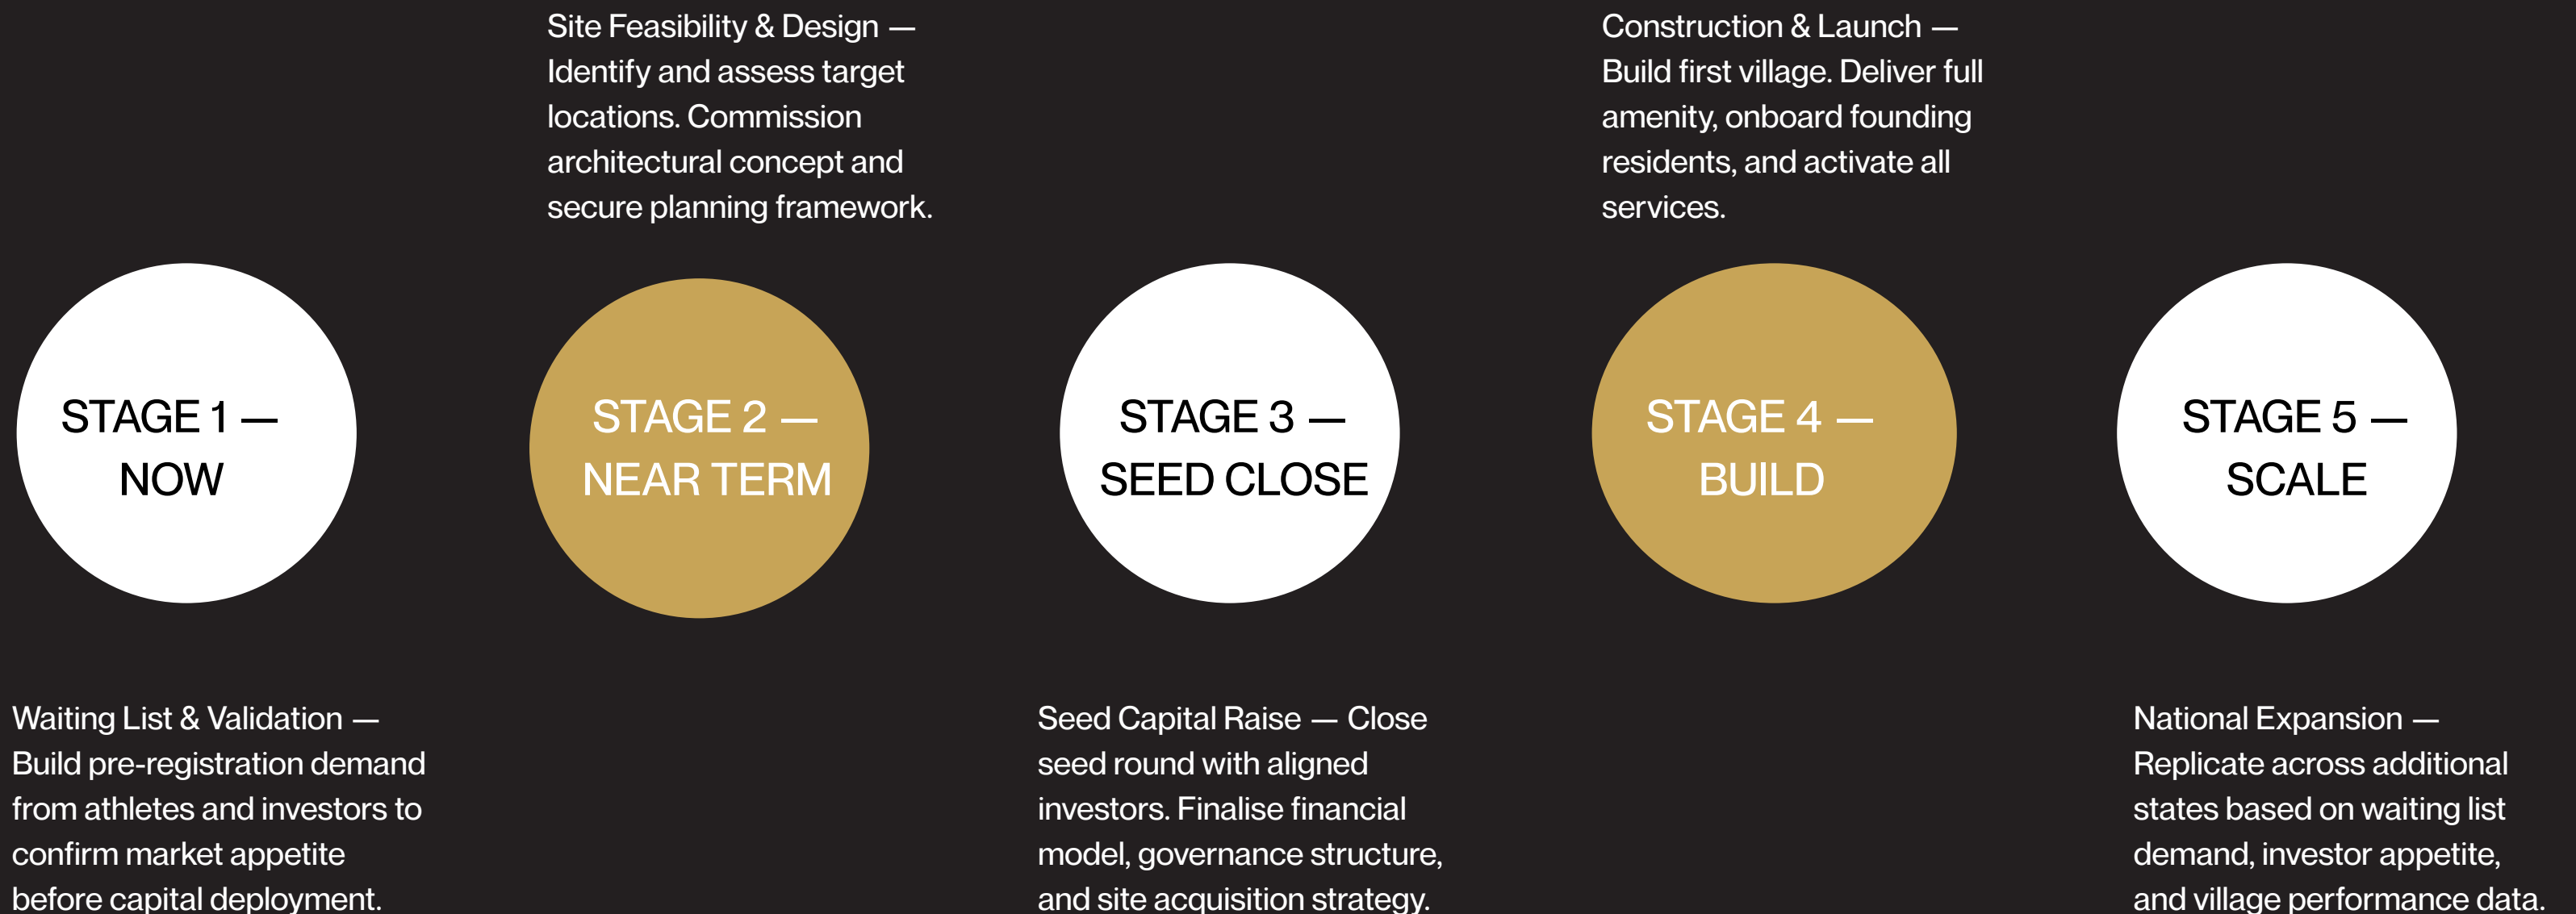 Site Feasibility & Design —
Identify and assess target
locations. Commission
architectural concept and
secure planning framework.
Construction & Launch —
Build first village. Deliver full
amenity, onboard founding
residents, and activate all
services.
STAGE 1 —
NOW
STAGE 2 —
NEAR TERM
STAGE 3 —
SEED CLOSE
STAGE 4 —
BUILD
STAGE 5 —
SCALE
Waiting List & Validation —
Build pre-registration demand
from athletes and investors to
confirm market appetite
before capital deployment.
Seed Capital Raise — Close
seed round with aligned
investors. Finalise financial
model, governance structure,
and site acquisition strategy.
National Expansion —
Replicate across additional
states based on waiting list
demand, investor appetite,
and village performance data.